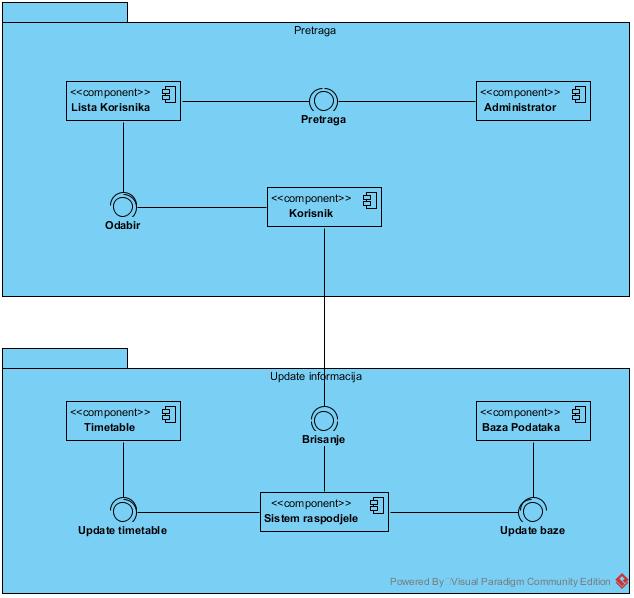 Pretraga
<<component>>
Lista Korisnika
<<component>>
Administrator
Pretraga
<<component>>
Korisnik
Odabir
Update informacija
<<component>>
Timetable
<<component>>
Baza Podataka
Brisanje
<<component>>
Sistem raspodjele
Update timetable
Update baze
Powered By Visual Paradigm Community Edition